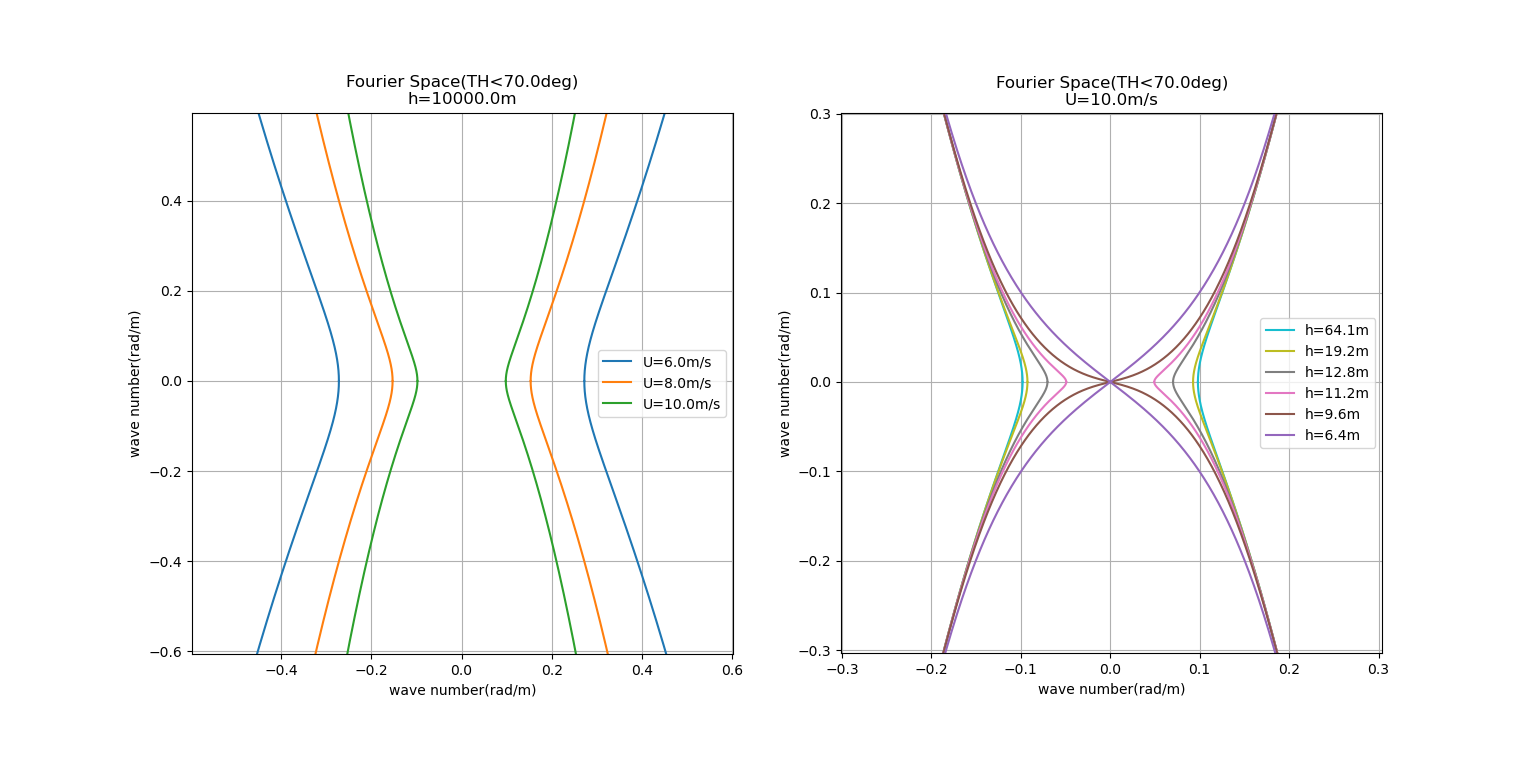 Fourier Space(TH<70.0deg)
h=10000.0m
0.4
0.2
0.0
−0.2
−0.4
−0.6
wave number(rad/m)
−0.4
−0.2
0.0
0.2
0.4
0.6
wave number(rad/m)
U=6.0m/s
U=8.0m/s
U=10.0m/s
Fourier Space(TH<70.0deg)
U=10.0m/s
0.3
0.2
0.1
0.0
−0.1
−0.2
−0.3
wave number(rad/m)
−0.3
−0.2
−0.1
0.0
0.1
0.2
0.3
wave number(rad/m)
h=64.1m
h=19.2m
h=12.8m
h=11.2m
h=9.6m
h=6.4m